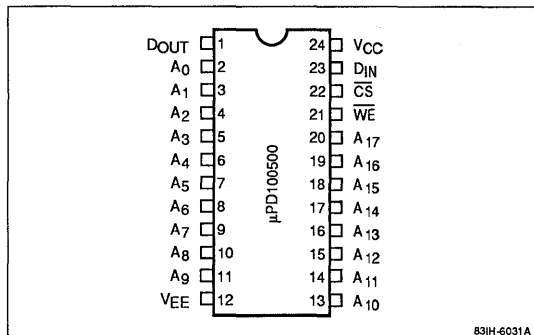 DOUT 1 24 VCC
A0 2 23 DIN
A1 3 22 C̅S̅
A2 4 21 W̅E̅
A3 5 20 A17
A4 6 19 A16
A5 7 18 A15
A6 8 17 A14
A7 9 16 A13
A8 10 15 A12
A9 11 14 A11
VEE 12 13 A10
μPD100500
83IH-6031A